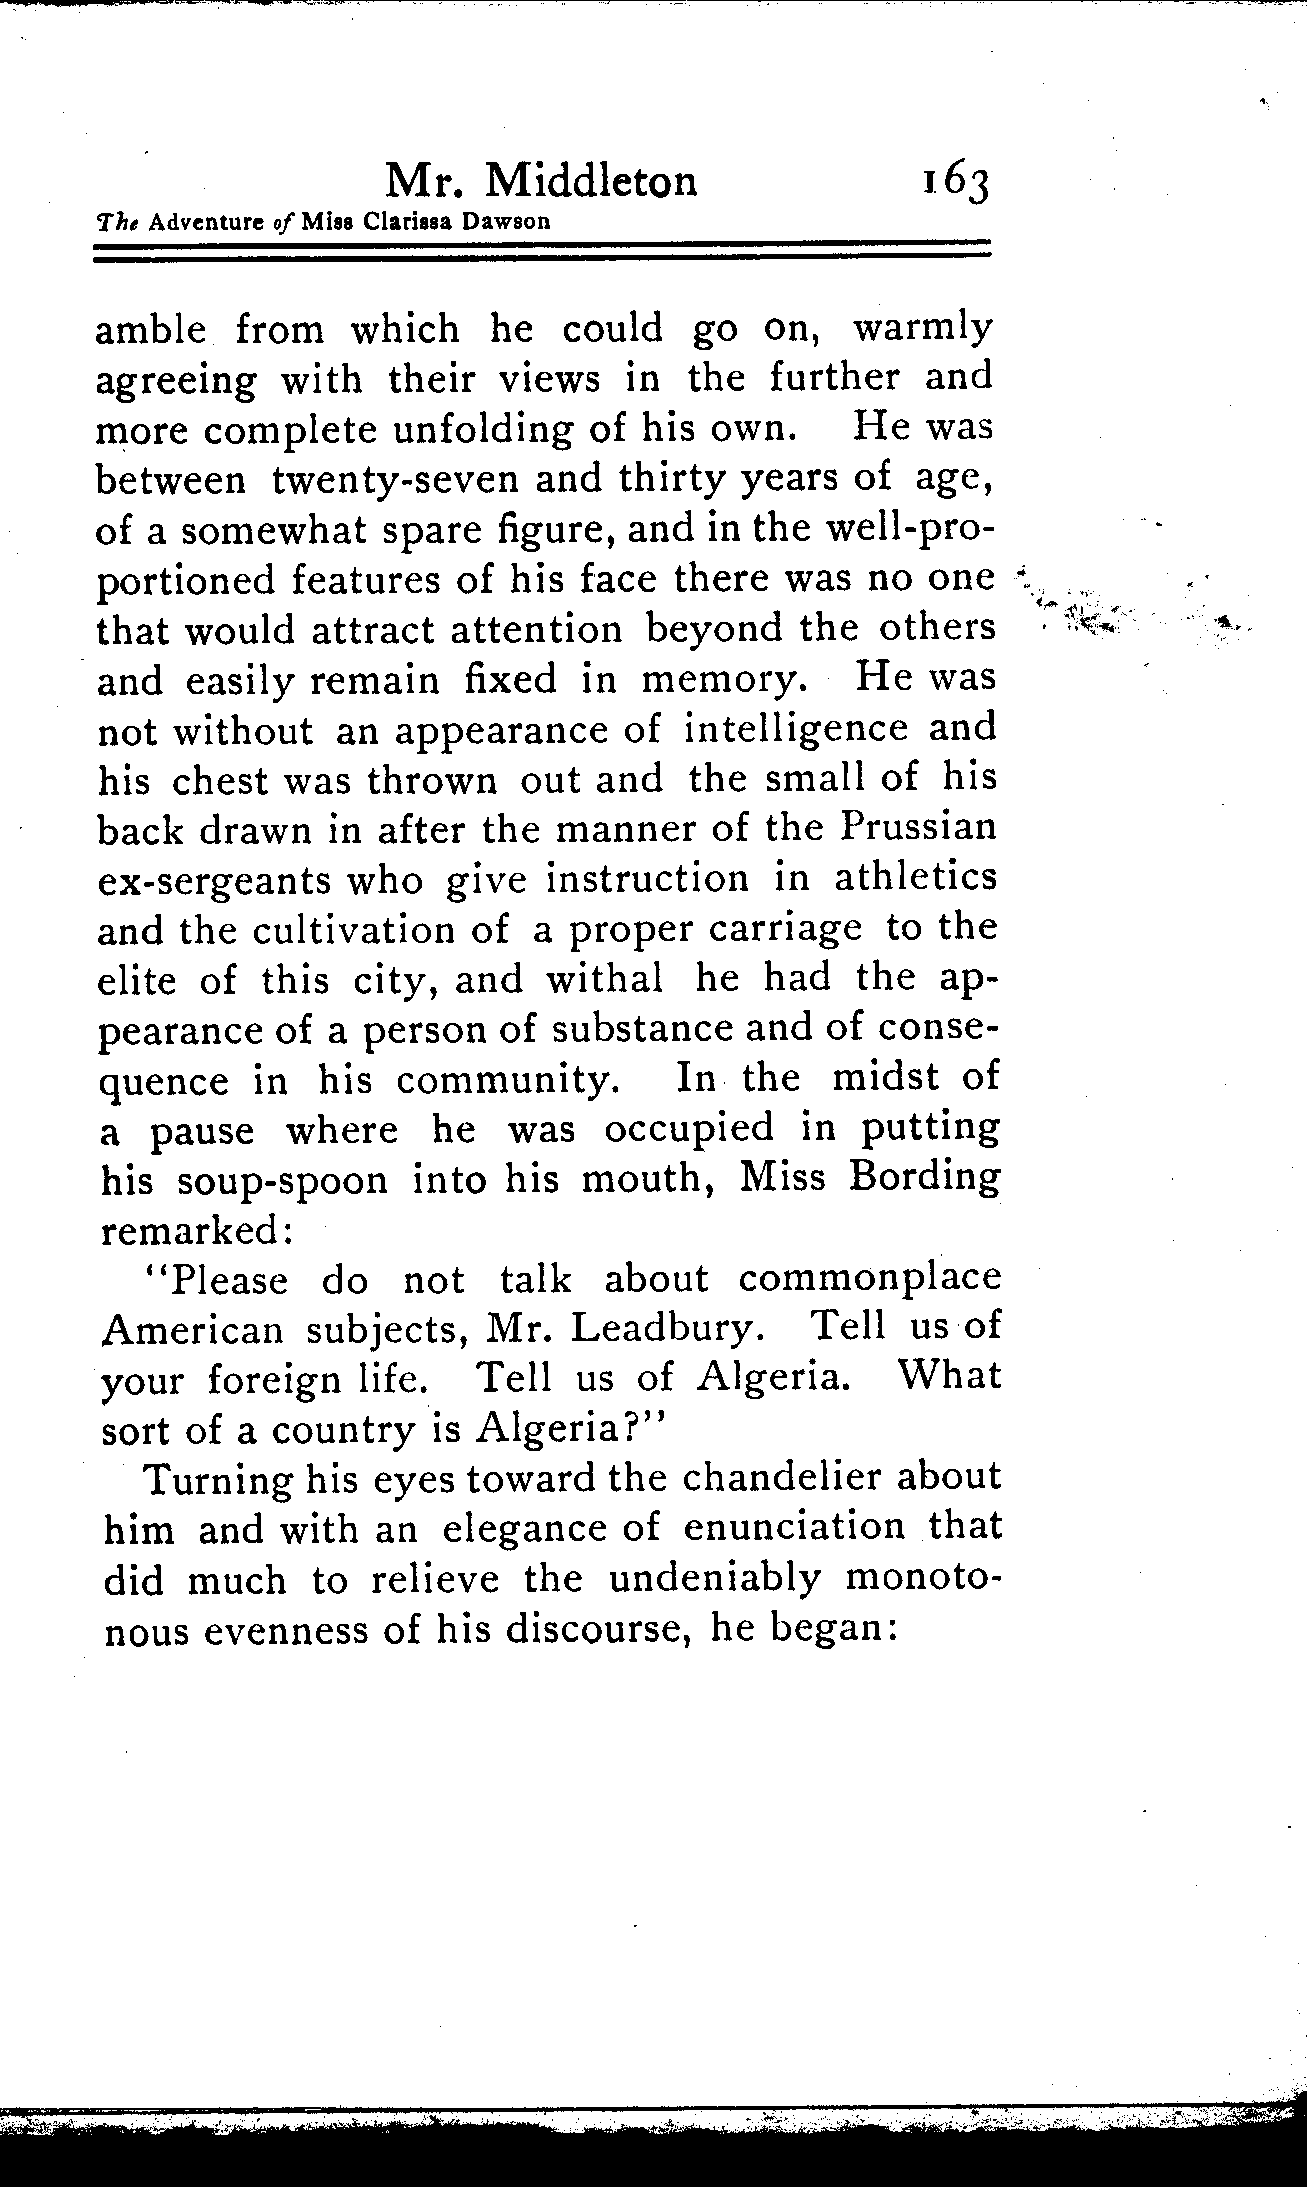 Mr. Middleton 163
The Adventure of Miss Clarissa Dawson
amble from which he could go on, warmly
agreeing with their views in the further and
more complete unfolding of his own. He was
between twenty-seven and thirty years of age,
of a somewhat spare figure, and in the well-pro-
portioned features of his face there was no one
that would attract attention beyond the others
and easily remain fixed in memory. He was
not without an appearance of intelligence and
his chest was thrown out and the small of his
back drawn in after the manner of the Prussian
ex-sergeants who give instruction in athletics
and the cultivation of a proper carriage to the
elite of this city, and withal he had the ap-
pearance of a person of substance and of conse-
quence in his community. In the midst of
a pause where he was occupied in putting
his soup-spoon into his mouth, Miss Bording
remarked:
"Please do not talk about commonplace
American subjects, Mr. Leadbury. Tell us of
your foreign life. Tell us of Algeria. What
sort of a country is Algeria?"
Turning his eyes toward the chandelier about
him and with an elegance of enunciation that
did much to relieve the undeniably monoto-
nous evenness of his discourse, he began: